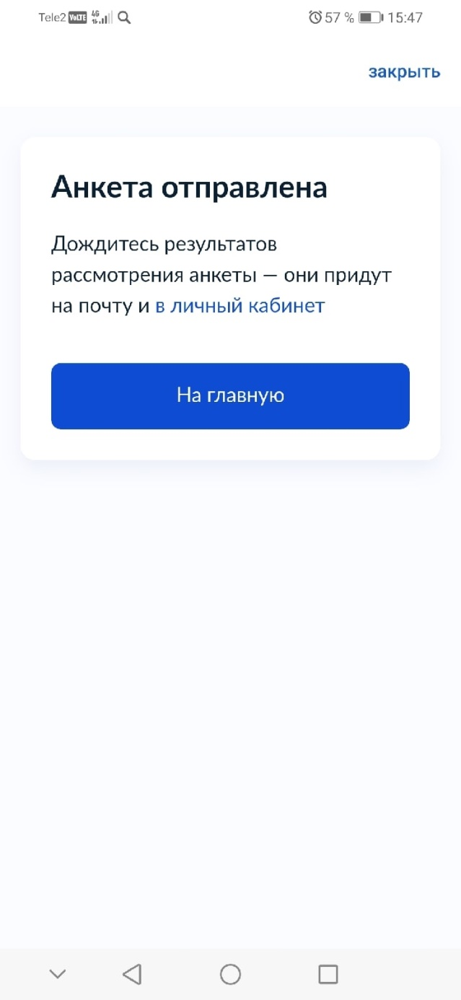 Tele2 VoLTE 4G 57 % 15:47
закрыть
Анкета отправлена
Дождитесь результатов
рассмотрения анкеты — они придут
на почту и в личный кабинет
На главную